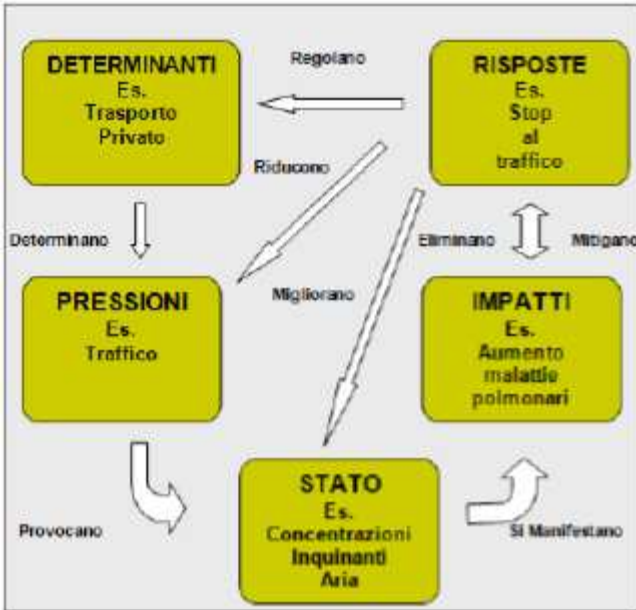 DETERMINANTI
Es.
Trasporto
Privato
Regolano
RISPOSTE
Es.
Stop
al
traffico
Riducono
Determinano
Eliminano
Mitigano
PRESSIONI
Es.
Traffico
Migliorano
IMPATTI
Es.
Aumento
malattie
polmonari
STATO
Es.
Concentrazioni
Inquinanti
Aria
Provocano
Si Manifestano